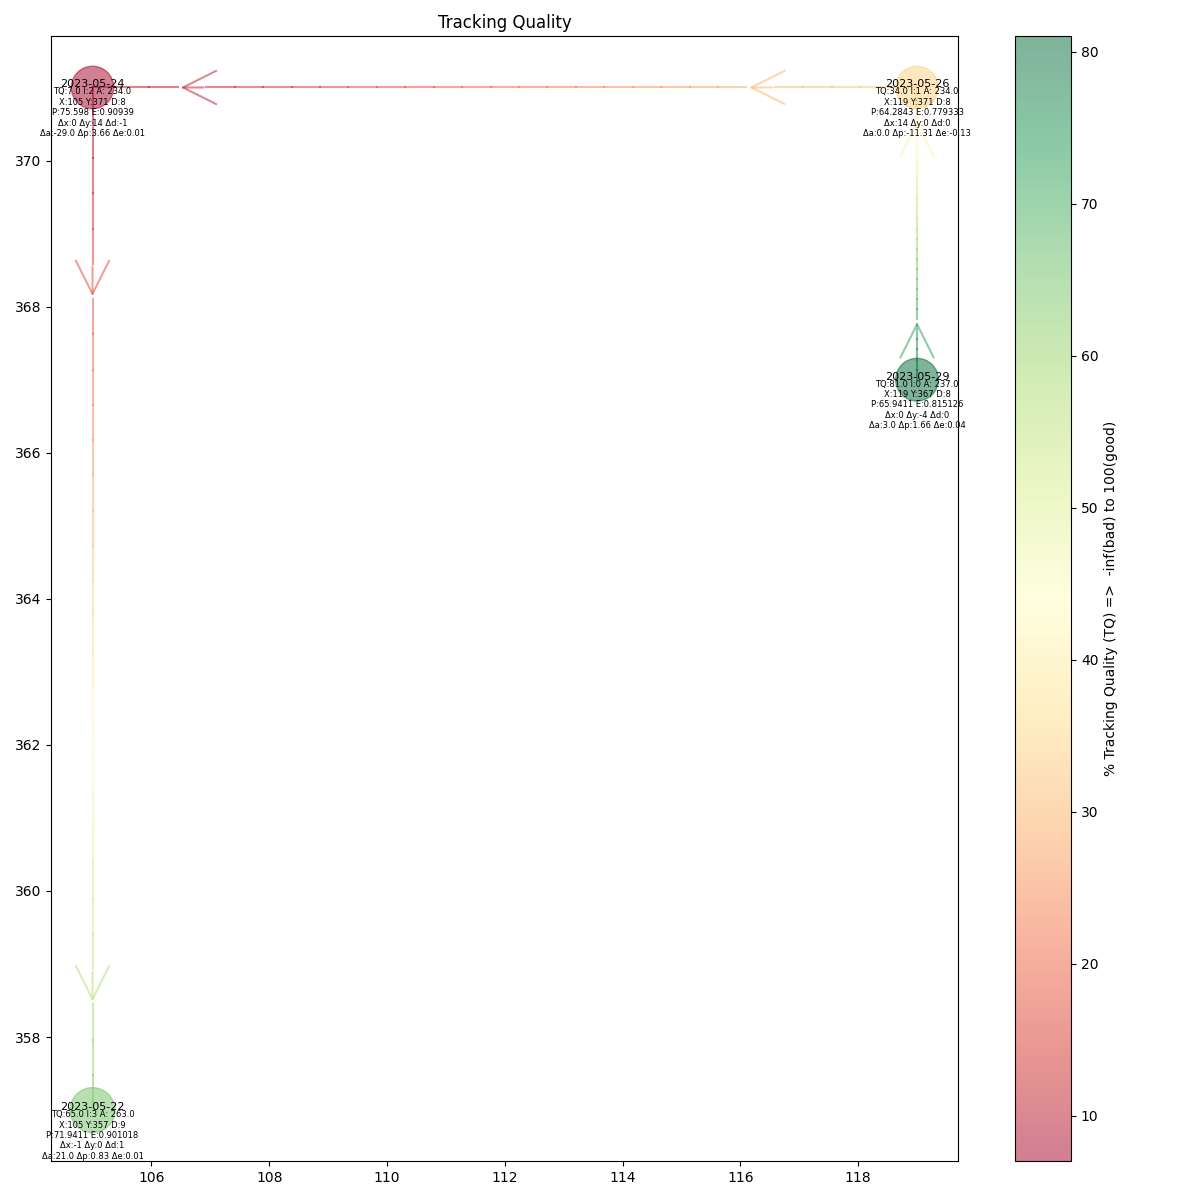 Tracking Quality
2023-05-24
TQ:7.0 I:2 A: 234.0
X:105 Y:371 D:8
P:75.598 E:0.90939
Δx:0 Δy:14 Δd:-1
Δa:-29.0 Δp:3.66 Δe:0.01
2023-05-26
TQ:34.0 I:1 A: 234.0
X:119 Y:371 D:8
P:64.2843 E:0.779333
Δx:14 Δy:0 Δd:0
Δa:0.0 Δp:-11.31 Δe:-0.13
2023-05-29
TQ:81.0 I:0 A: 237.0
X:119 Y:367 D:8
P:65.9411 E:0.815126
Δx:0 Δy:-4 Δd:0
Δa:3.0 Δp:1.66 Δe:0.04
2023-05-22
TQ:65.0 I:3 A: 263.0
X:105 Y:357 D:9
P:71.9411 E:0.901018
Δx:-1 Δy:0 Δd:1
Δa:21.0 Δp:0.83 Δe:0.01
370
368
366
364
362
360
358
106
108
110
112
114
116
118
80
70
60
50
40
30
20
10
% Tracking Quality (TQ) => -inf(bad) to 100(good)